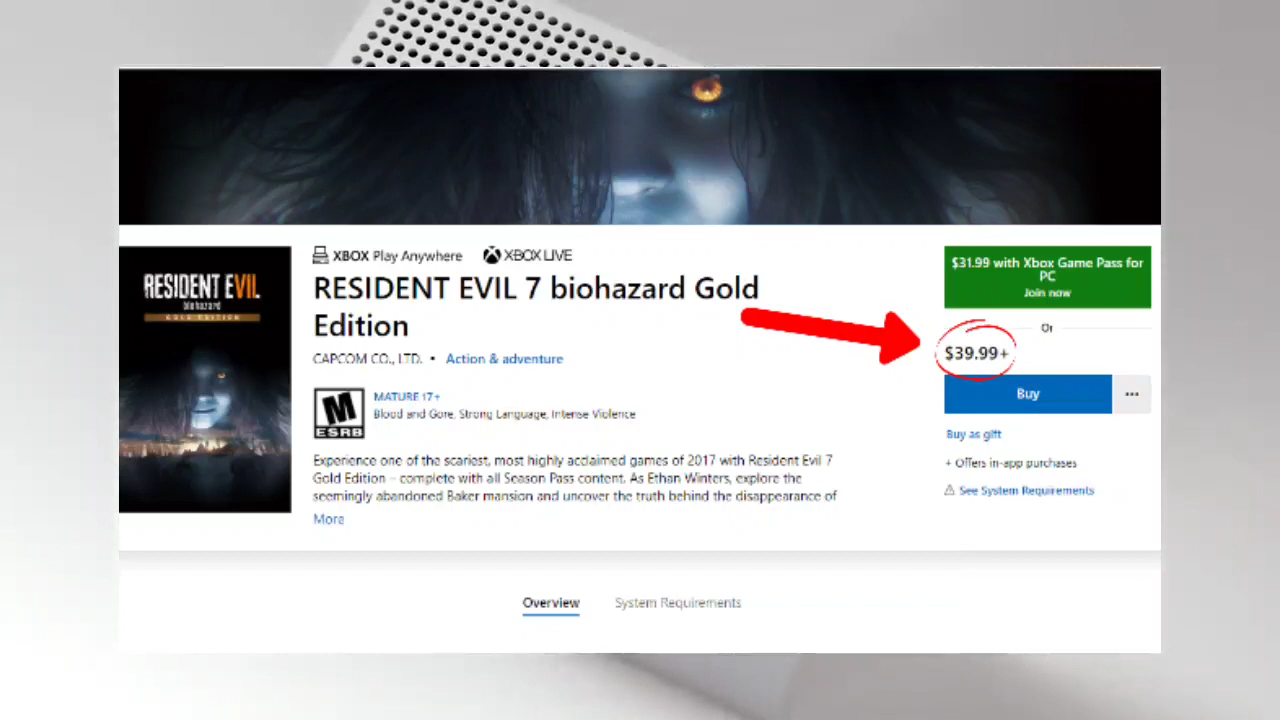 RESIDENT EVIL
biohazard
GOLD EDITION
XBOX Play Anywhere XBOX LIVE
RESIDENT EVIL 7 biohazard Gold
Edition
CAPCOM CO., LTD. • Action & adventure
M
ESRB
MATURE 17+
Blood and Gore, Strong Language, Intense Violence
Experience one of the scariest, most highly acclaimed games of 2017 with Resident Evil 7
Gold Edition – complete with all Season Pass content. As Ethan Winters, explore the
seemingly abandoned Baker mansion and uncover the truth behind the disappearance of
More
$31.99 with Xbox Game Pass for
PC
Join now
Or
$39.99+
Buy
Buy as gift
+ Offers in-app purchases
See System Requirements
Overview System Requirements